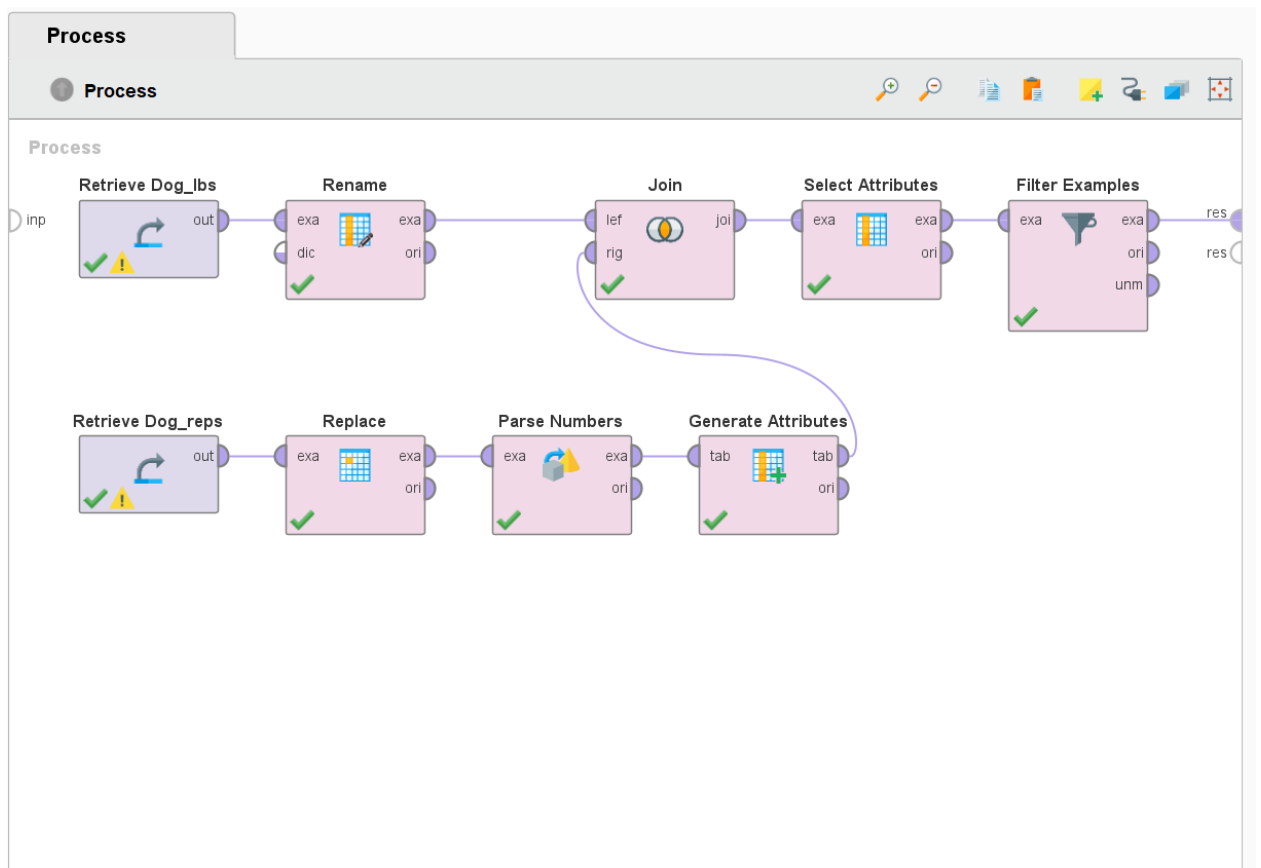 Process
Process
Process
Retrieve Dog_lbs
Rename
Join
Select Attributes
Filter Examples
inp
out
exa
exa
dic
ori
lef
joi
rig
exa
exa
ori
exa
exa
ori
unm
res
res
Retrieve Dog_reps
Replace
Parse Numbers
Generate Attributes
out
exa
exa
ori
exa
exa
ori
tab
tab
ori